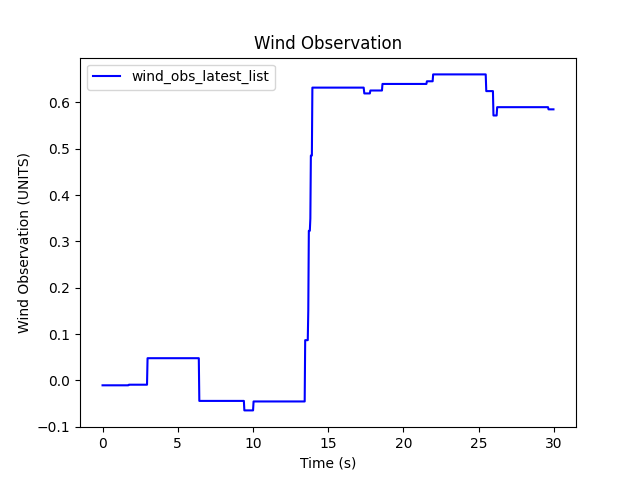 Wind Observation
wind_obs_latest_list
Wind Observation (UNITS)
0.6
0.5
0.4
0.3
0.2
0.1
0.0
−0.1
0 5 10 15 20 25 30
Time (s)